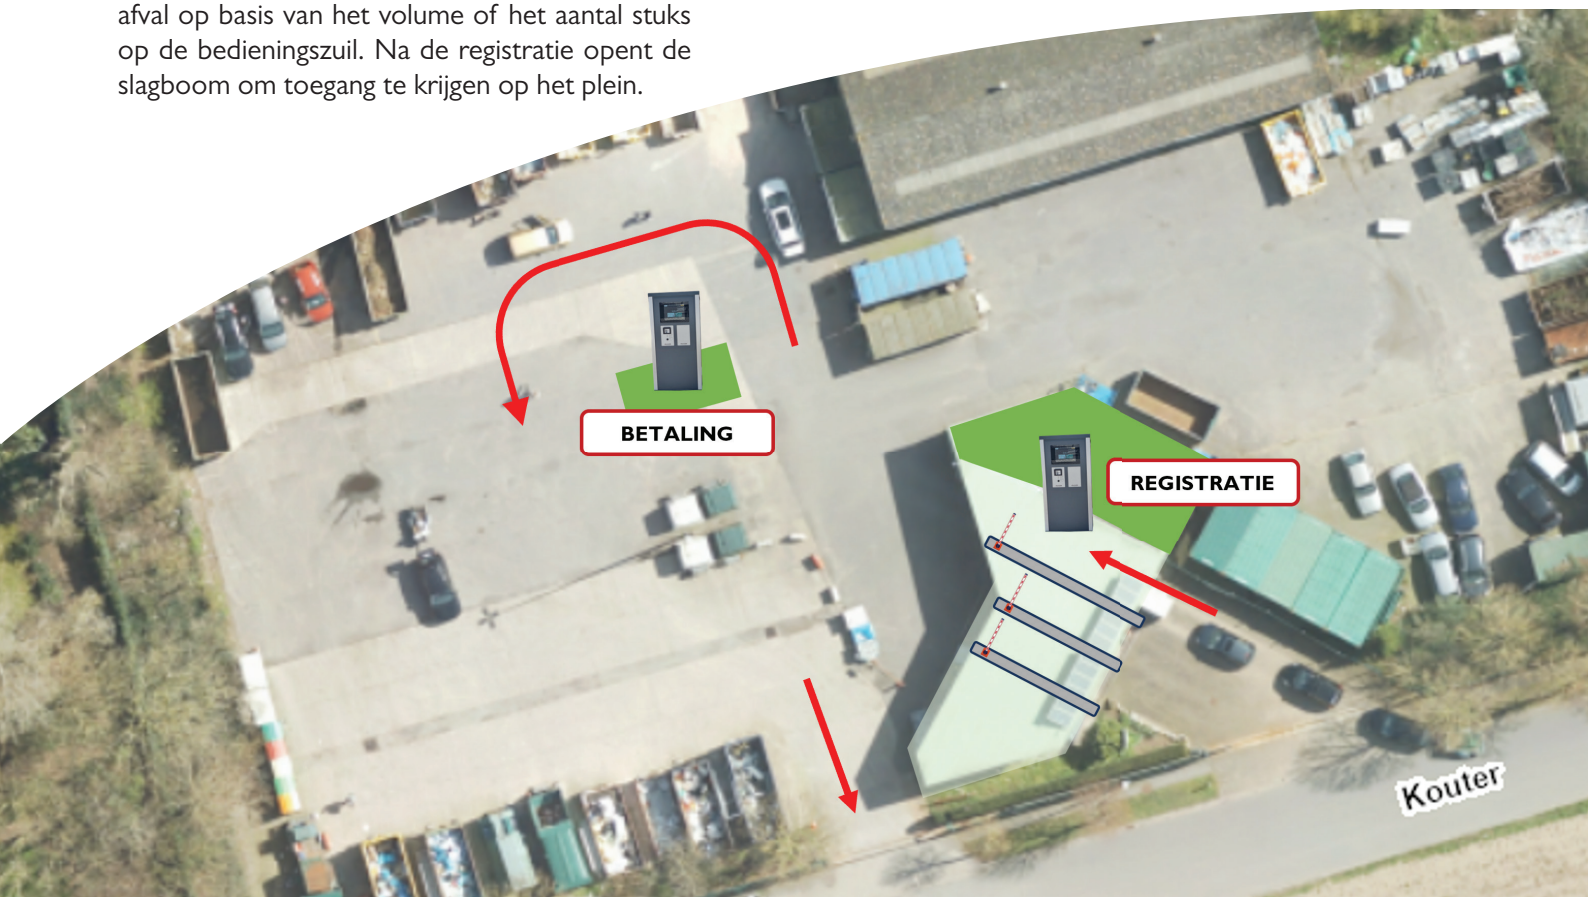 afval op basis van het volume of het aantal stuks
op de bedieningszuil. Na de registratie opent de
slagboom om toegang te krijgen op het plein.
BETALING
REGISTRATIE
Kouter